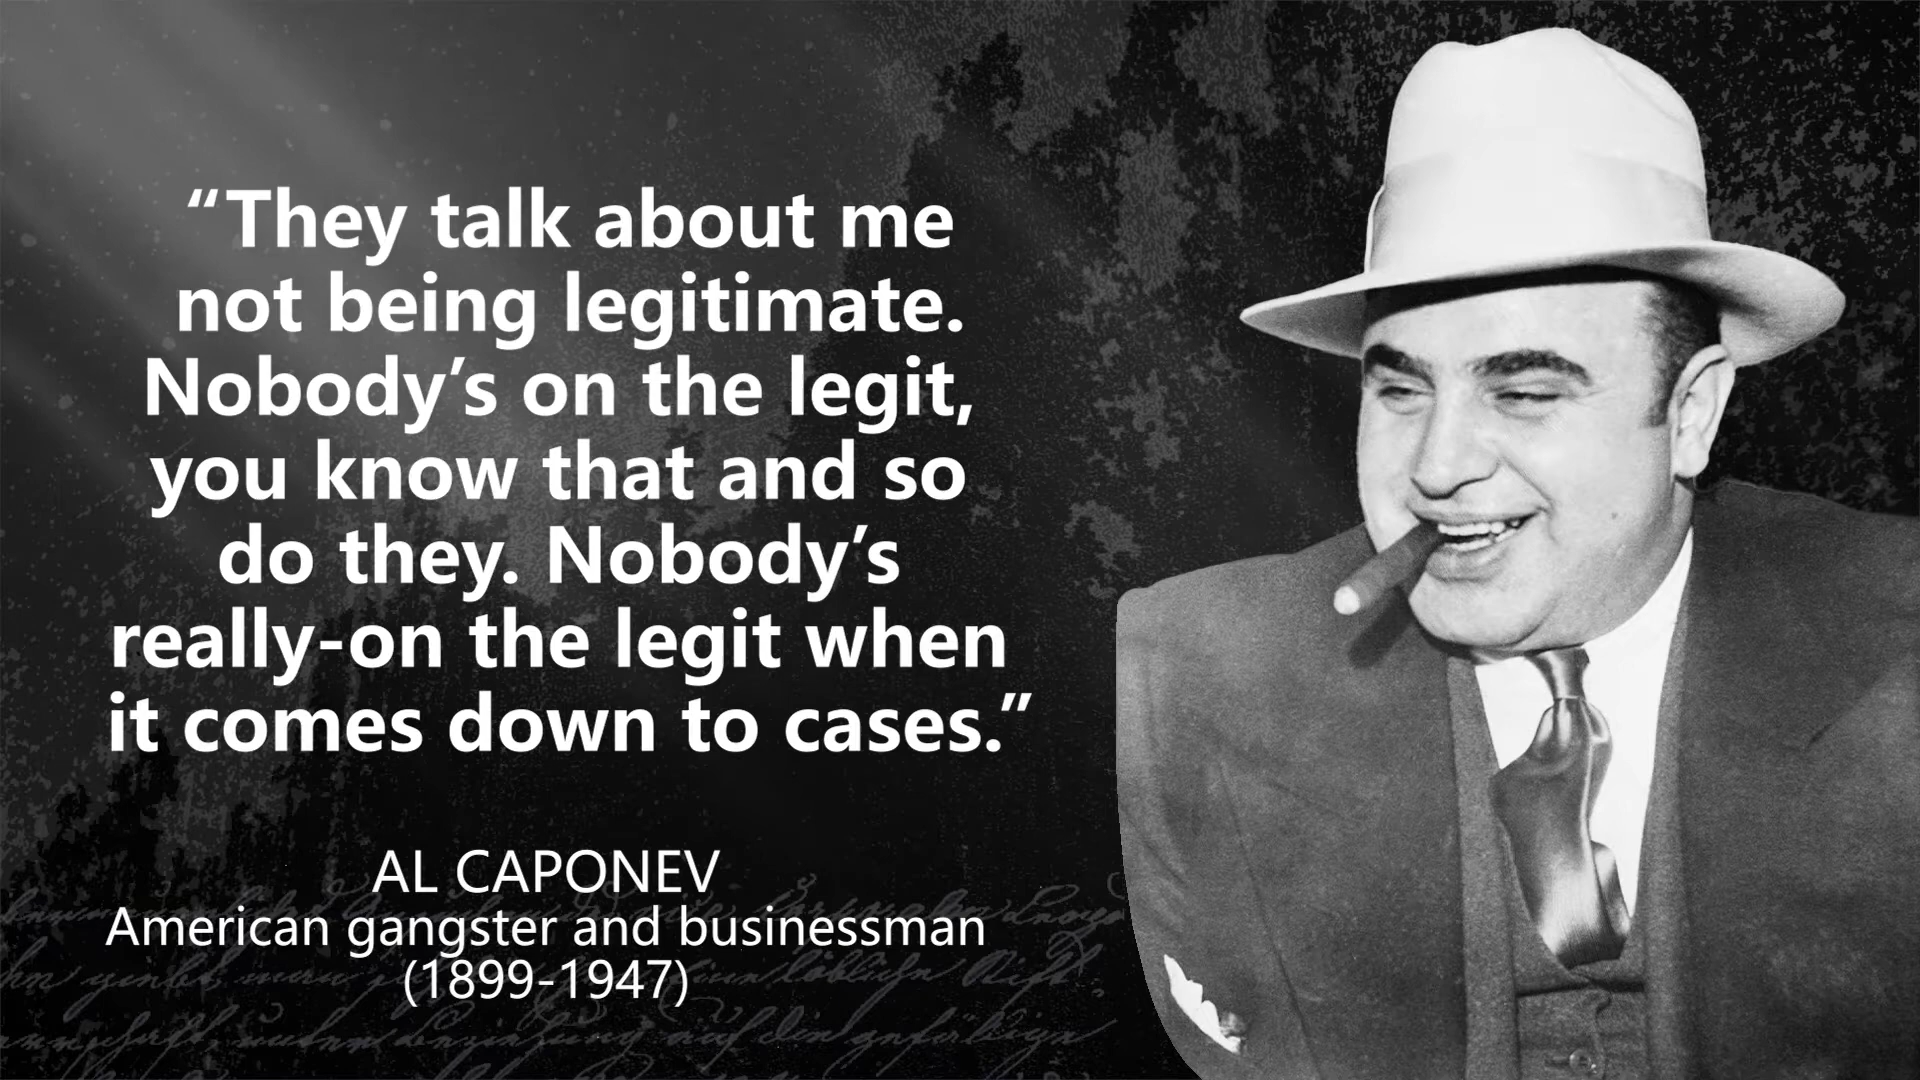 “They talk about me
not being legitimate.
Nobody’s on the legit,
you know that and so
do they. Nobody’s
really-on the legit when
it comes down to cases.”
AL CAPONEV
American gangster and businessman
(1899-1947)